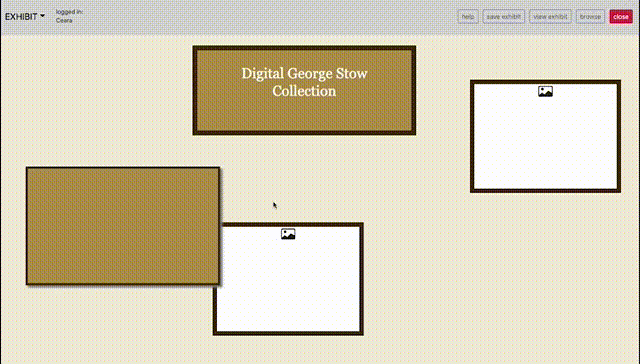 EXHIBIT
logged in:
Ceara
help
save exhibit
view exhibit
browse
close
Digital George Stow
Collection